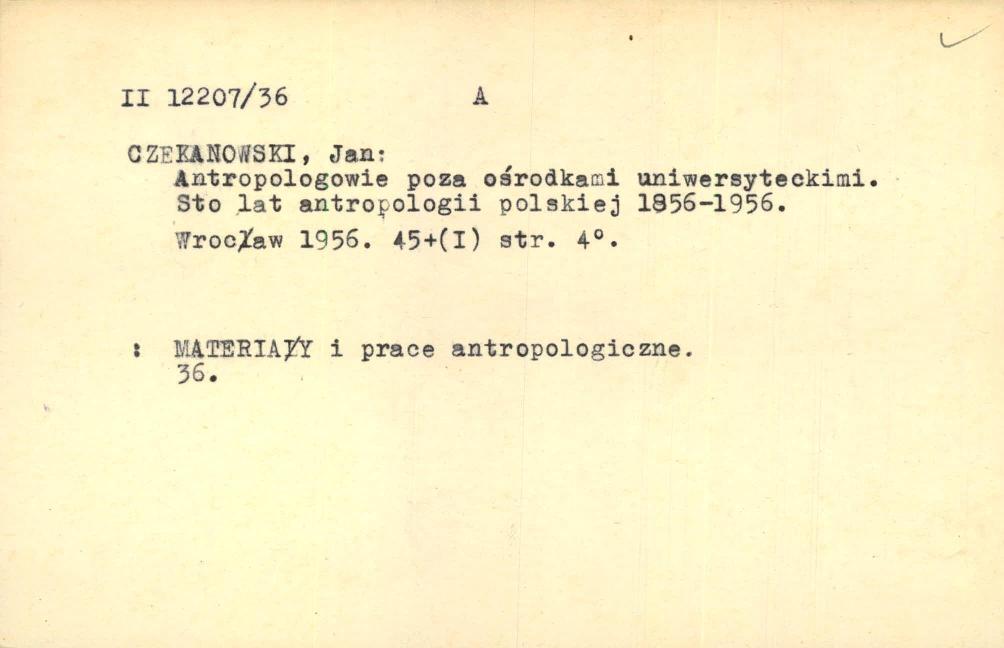 II 12207/36 A
CZEKANOWSKI, Jan:
Antropologowie poza ośrodkami uniwersyteckimi.
Sto lat antropologii polskiej 1856-1956.
Wrocław 1956. 45+(I) str. 4°.
: MATERIAŁY i prace antropologiczne.
36.